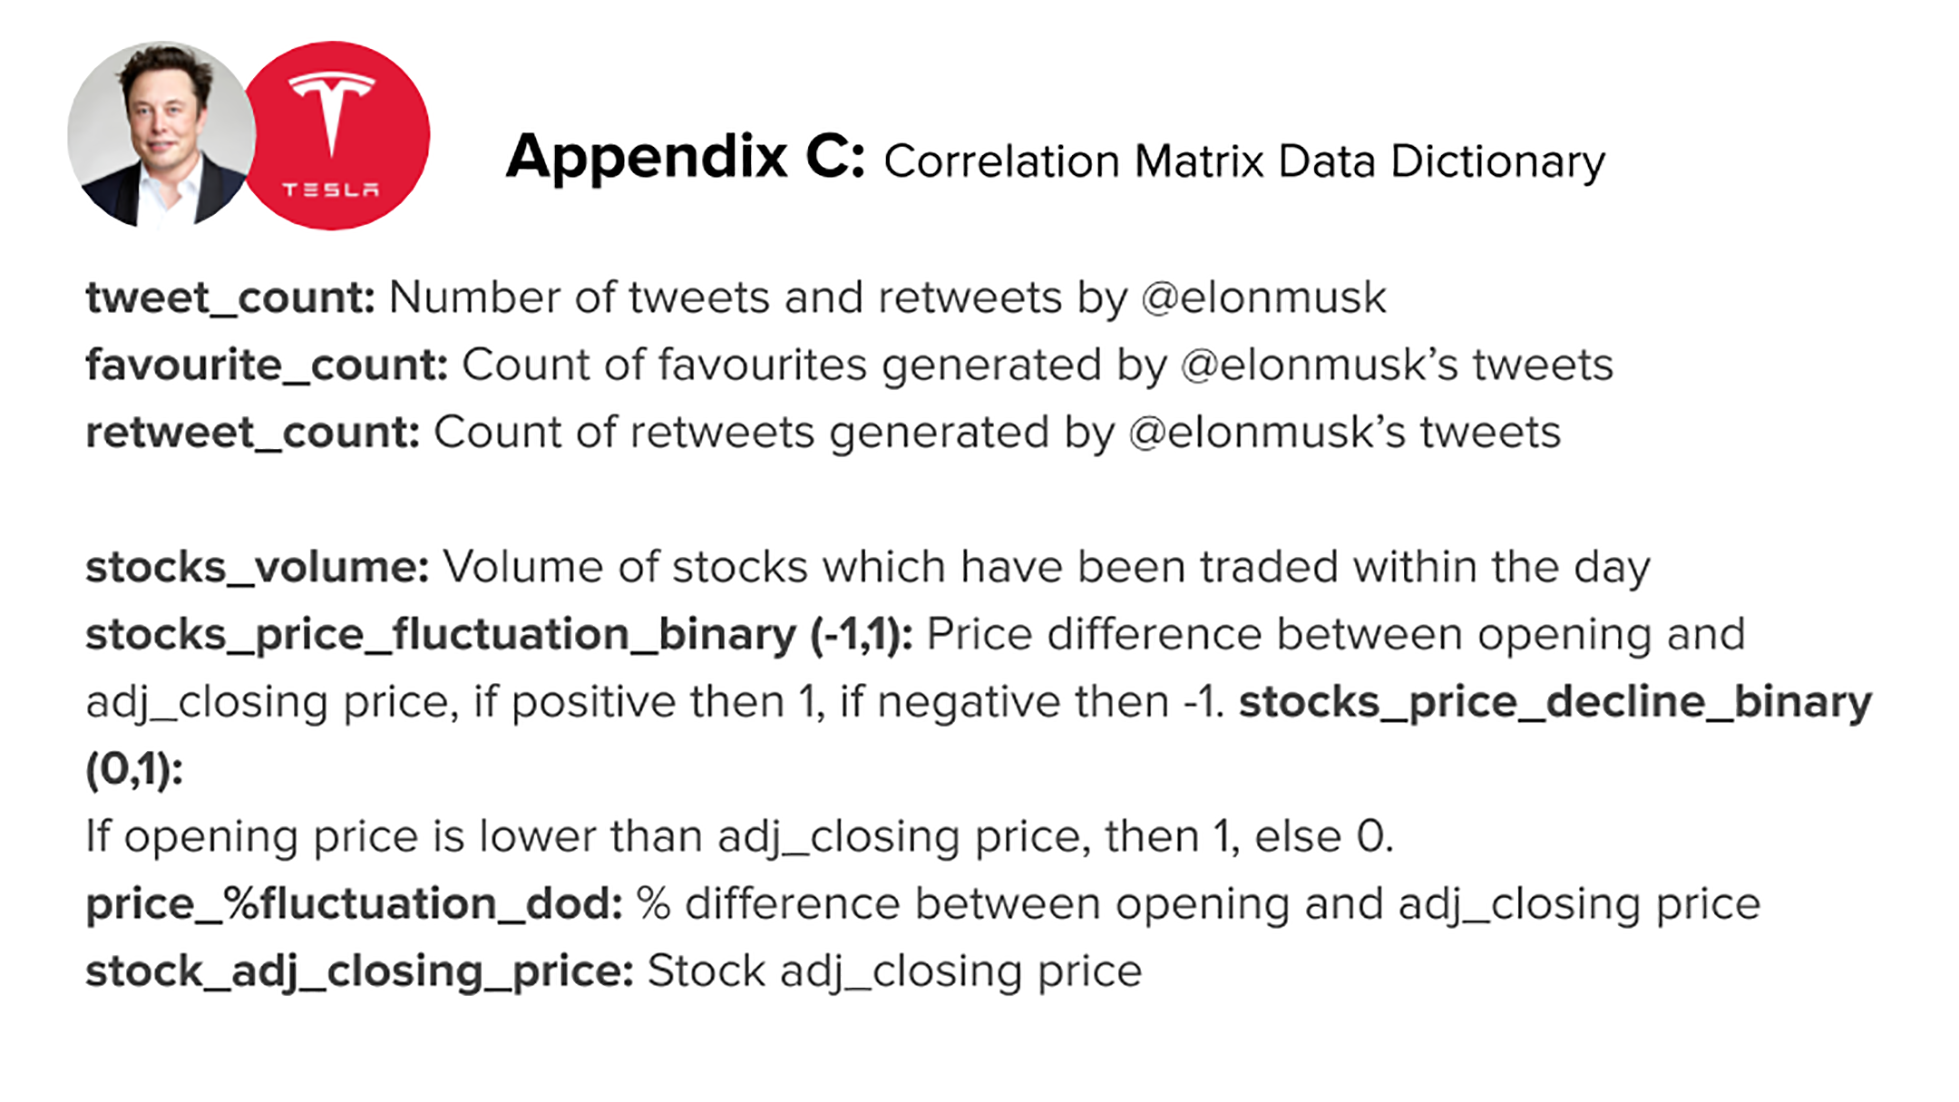 TESLA
Appendix C: Correlation Matrix Data Dictionary
tweet_count: Number of tweets and retweets by @elonmusk
favourite_count: Count of favourites generated by @elonmusk’s tweets
retweet_count: Count of retweets generated by @elonmusk’s tweets
stocks_volume: Volume of stocks which have been traded within the day
stocks_price_fluctuation_binary (-1,1): Price difference between opening and
adj_closing price, if positive then 1, if negative then -1. stocks_price_decline_binary
(0,1):
If opening price is lower than adj_closing price, then 1, else 0.
price_%fluctuation_dod: % difference between opening and adj_closing price
stock_adj_closing_price: Stock adj_closing price